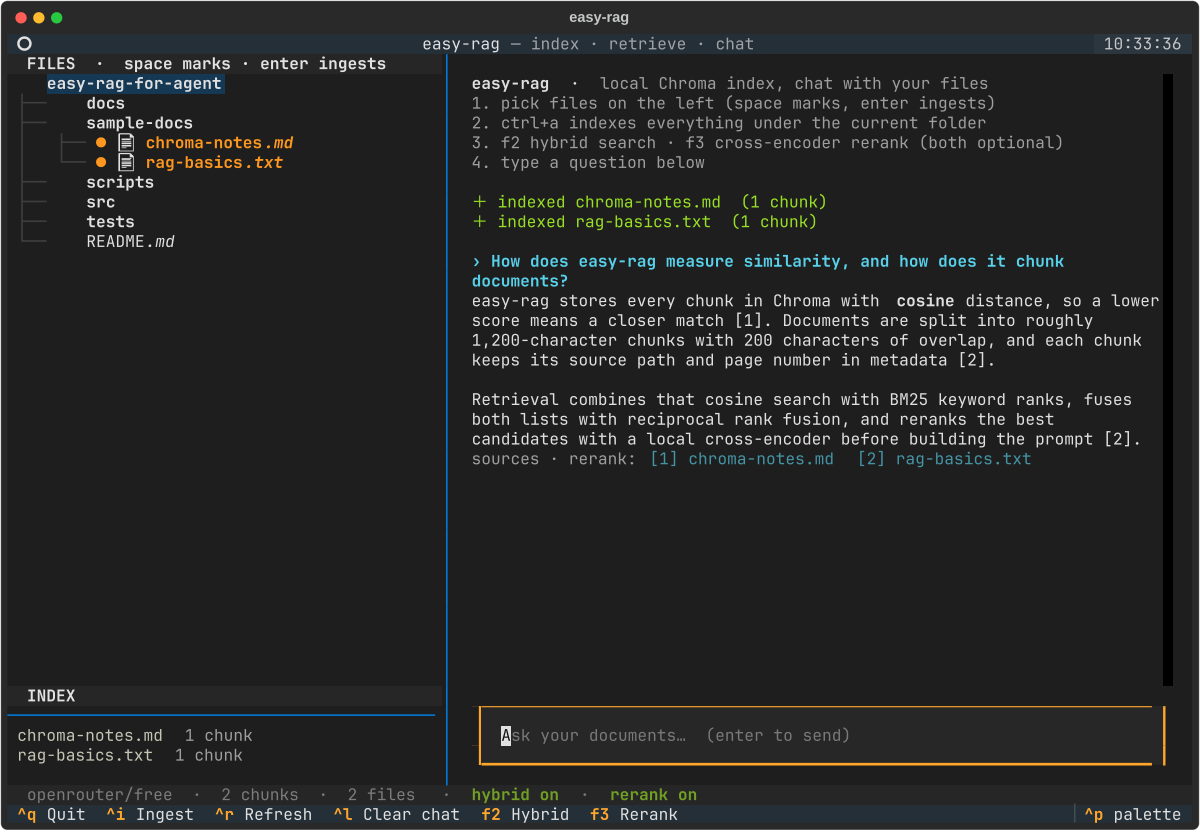 easy-rag
easy-rag — index · retrieve · chat
10:33:36
FILES · space marks · enter ingests
easy-rag-for-agent
docs
sample-docs
chroma-notes.md
rag-basics.txt
scripts
src
tests
README.md
INDEX
chroma-notes.md 1 chunk
rag-basics.txt 1 chunk
easy-rag · local Chroma index, chat with your files
1. pick files on the left (space marks, enter ingests)
2. ctrl+a indexes everything under the current folder
3. f2 hybrid search · f3 cross-encoder rerank (both optional)
4. type a question below
+ indexed chroma-notes.md (1 chunk)
+ indexed rag-basics.txt (1 chunk)
› How does easy-rag measure similarity, and how does it chunk
documents?
easy-rag stores every chunk in Chroma with cosine distance, so a lower
score means a closer match [1]. Documents are split into roughly
1,200-character chunks with 200 characters of overlap, and each chunk
keeps its source path and page number in metadata [2].
Retrieval combines that cosine search with BM25 keyword ranks, fuses
both lists with reciprocal rank fusion, and reranks the best
candidates with a local cross-encoder before building the prompt [2].
sources · rerank: [1] chroma-notes.md [2] rag-basics.txt
Ask your documents… (enter to send)
openrouter/free · 2 chunks · 2 files · hybrid on · rerank on
^q Quit ^i Ingest ^r Refresh ^l Clear chat f2 Hybrid f3 Rerank ^p palette